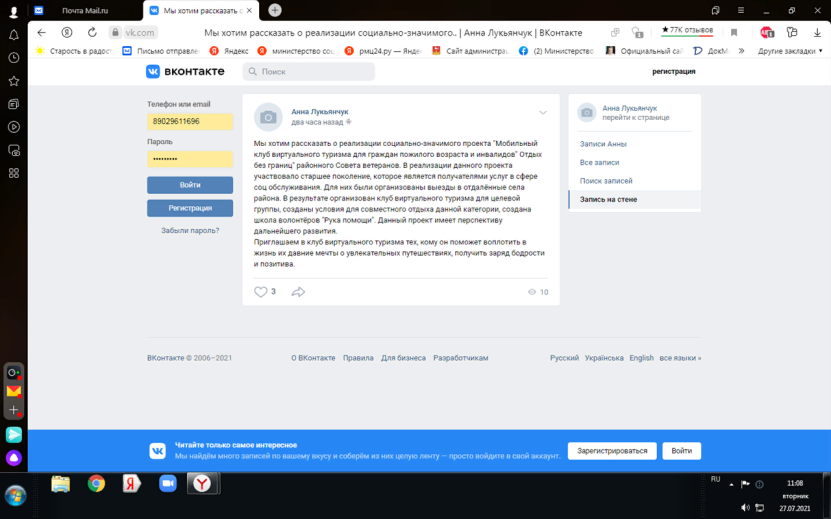 Почта Mail.ru
Мы хотим рассказать о
vk.com
Мы хотим рассказать о реализации социально-значимого.. | Анна Лукьянчук | ВКонтакте
★77K отзывов
Старость в радост
Письмо отправлен
Яндекс
министерство соц
рмц24.ру — Яндек
Сайт администрац
(2) Министерство
Официальный сай
ДокМ
»
Другие закладки
вконтакте
Поиск
регистрация
Телефон или email
89029611696
Пароль
•••••••••
Войти
Регистрация
Забыли пароль?
Анна Лукьянчук
два часа назад
Мы хотим рассказать о реализации социально-значимого проекта "Мобильный
клуб виртуального туризма для граждан пожилого возраста и инвалидов" Отдых
без границ" районного Совета ветеранов. В реализации данного проекта
участвовало старшее поколение, которое является получателями услуг в сфере
соц обслуживания. Для них были организованы выезды в отдалённые села
района. В результате организован клуб виртуального туризма для целевой
группы, созданы условия для совместного отдыха данной категории, создана
школа волонтёров "Рука помощи". Данный проект имеет перспективу
дальнейшего развития.
Приглашаем в клуб виртуального туризма тех, кому он поможет воплотить в
жизнь их давние мечты о увлекательных путешествиях, получить заряд бодрости
и позитива.
3
10
Анна Лукьянчук
перейти к странице
Записи Анны
Все записи
Поиск записей
Запись на стене
ВКонтакте © 2006–2021
О ВКонтакте Правила Для бизнеса Разработчикам
Русский Українська English все языки »
Читайте только самое интересное
Мы найдём много записей по вашему вкусу и соберём из них целую ленту — просто войдите в свой аккаунт.
Зарегистрироваться
Войти
RU
11:08
вторник
27.07.2021